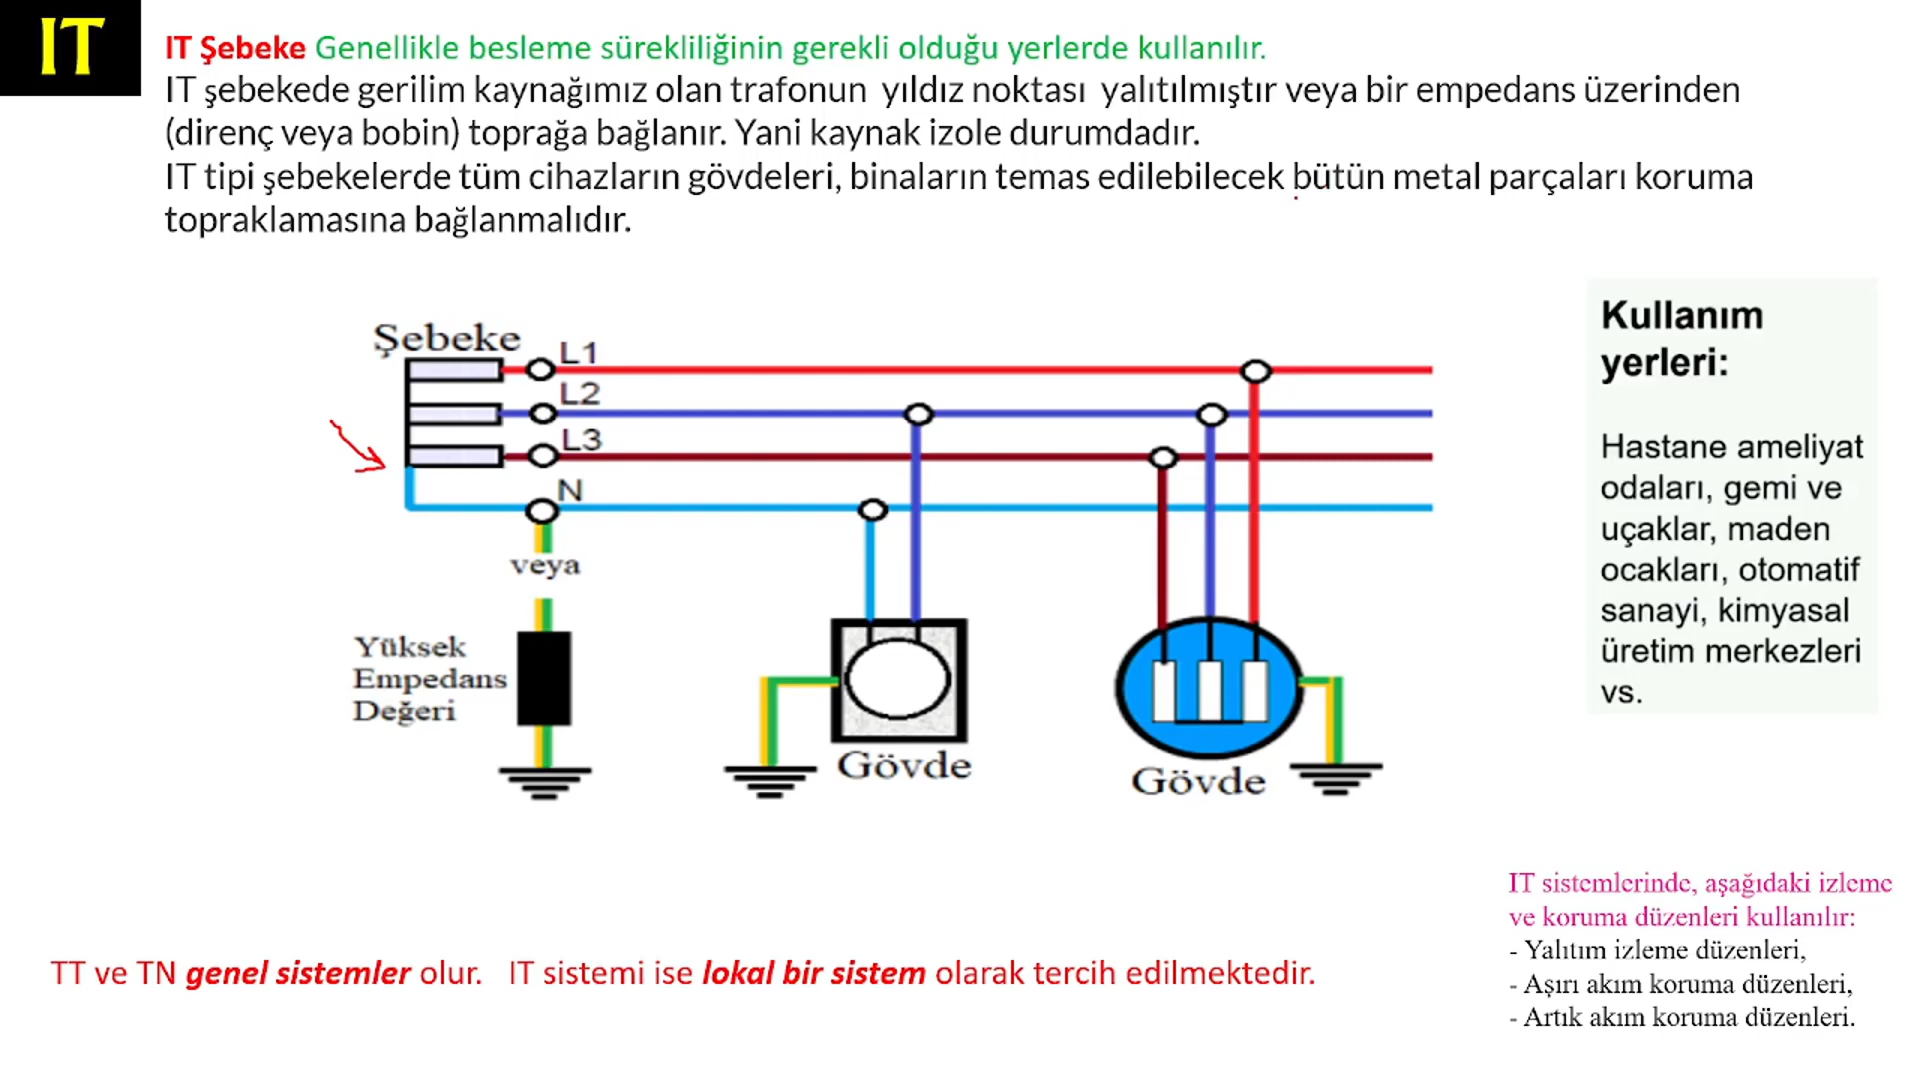 IT
IT Şebeke Genellikle besleme sürekliliğinin gerekli olduğu yerlerde kullanılır.
IT şebekede gerilim kaynağımız olan trafonun yıldız noktası yalıtılmıştır veya bir empedans üzerinden
(direnç veya bobin) toprağa bağlanır. Yani kaynak izole durumdadır.
IT tipi şebekelerde tüm cihazların gövdeleri, binaların temas edilebilecek bütün metal parçaları koruma
topraklamasına bağlanmalıdır.
Şebeke
L1
L2
L3
N
veya
Yüksek
Empedans
Değeri
Gövde
Gövde
Kullanım
yerleri:
Hastane ameliyat
odaları, gemi ve
uçaklar, maden
ocakları, otomatif
sanayi, kimyasal
üretim merkezleri
vs.
IT sistemlerinde, aşağıdaki izleme
ve koruma düzenleri kullanılır:
- Yalıtım izleme düzenleri,
- Aşırı akım koruma düzenleri,
- Artık akım koruma düzenleri.
TT ve TN genel sistemler olur. IT sistemi ise lokal bir sistem olarak tercih edilmektedir.